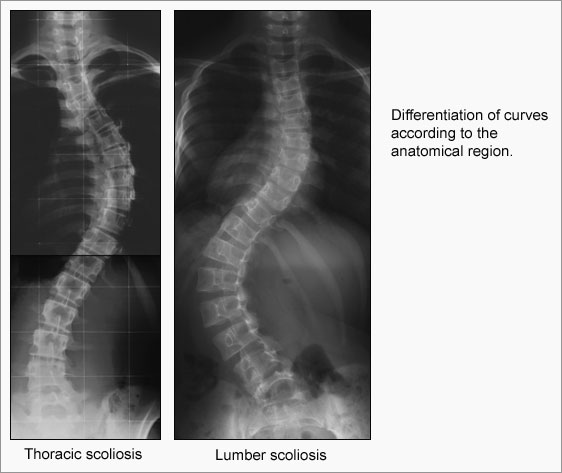 Differentiation of curves
according to the
anatomical region.
Thoracic scoliosis
Lumber scoliosis